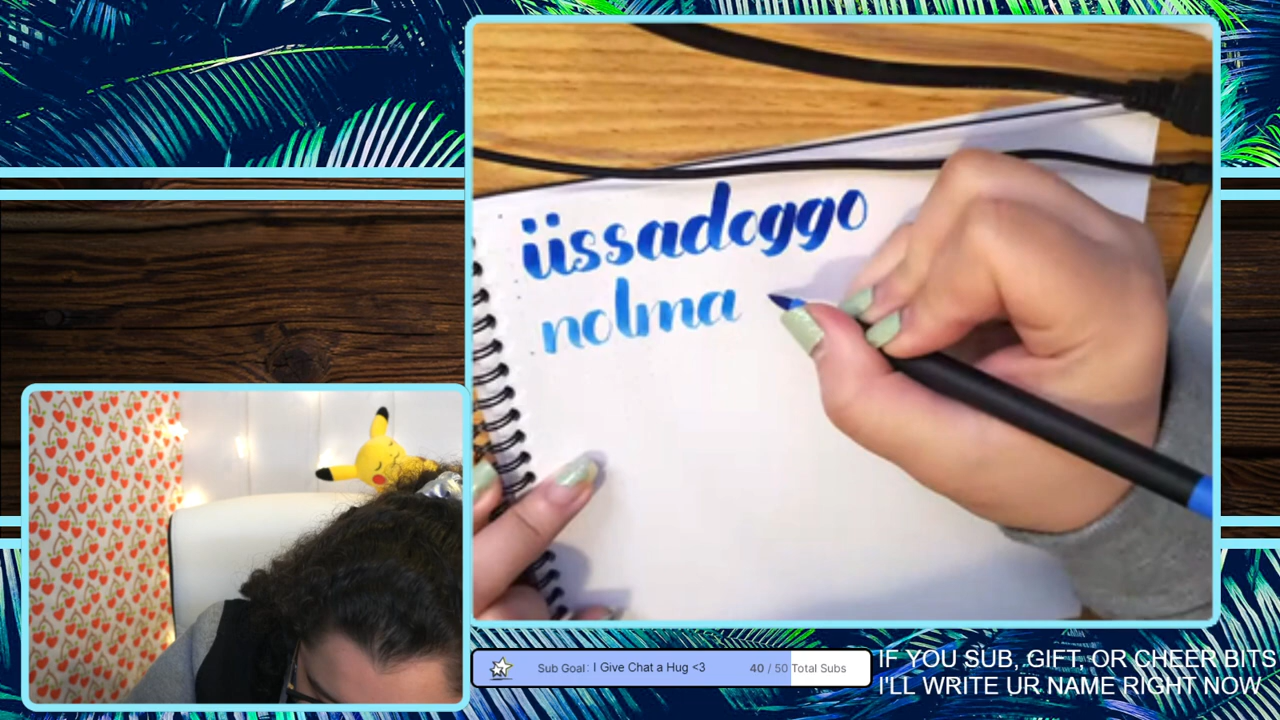 üssadoggo
nolma
Sub Goal: I Give Chat a Hug <3 40 / 50 Total Subs
IF YOU SUB, GIFT, OR CHEER BITS
I'LL WRITE UR NAME RIGHT NOW